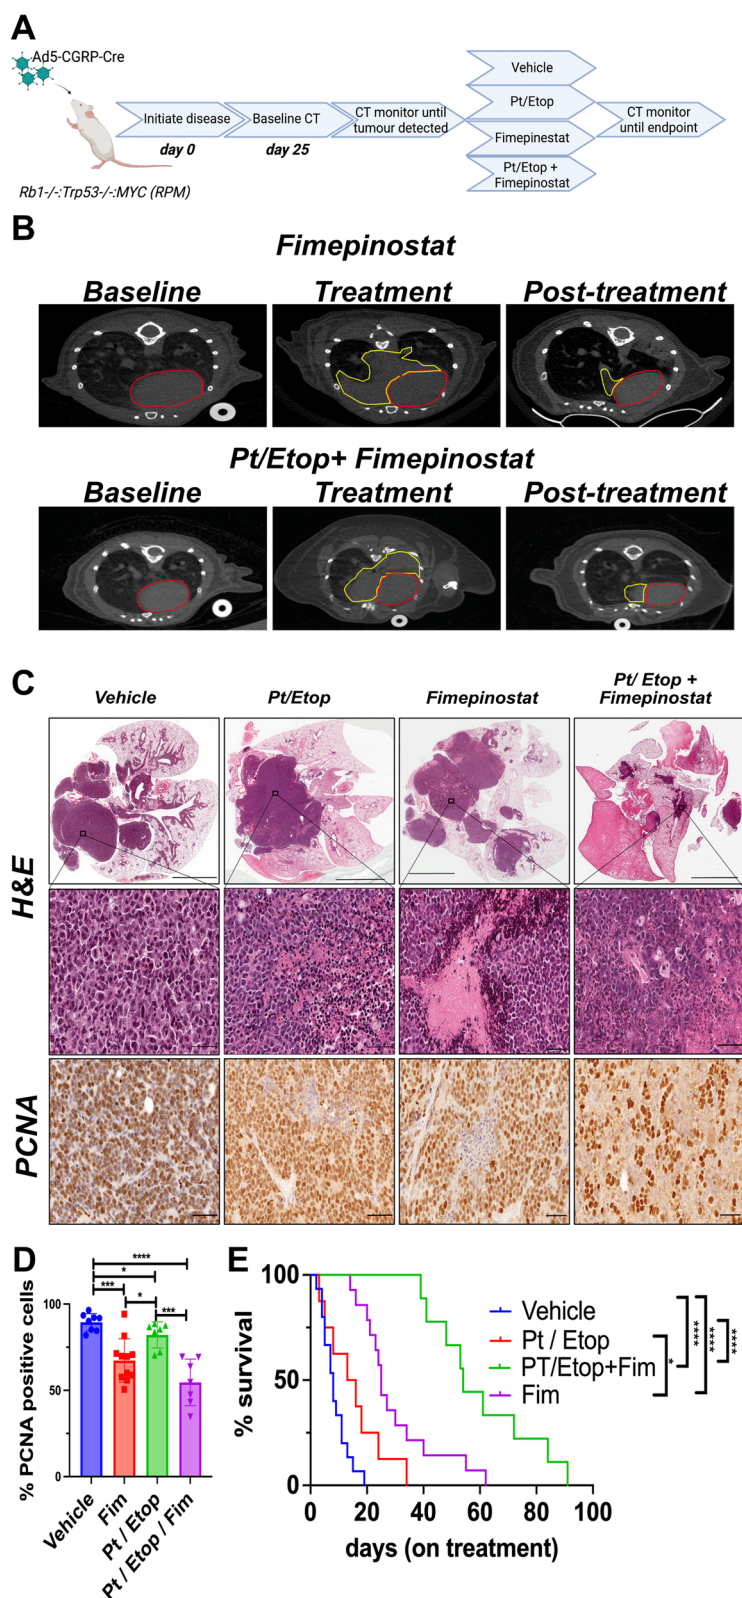 A
Ad5-CGRP-Cre
Initiate disease
Baseline CT
CT monitor until
tumour detected
Vehicle
Pt/Etop
Fimepinestat
Pt/Etop +
Fimepinostat
CT monitor
until endpoint
day 0
day 25
Rb1-/-:Trp53-/-:MYC (RPM)
B
Fimepinostat
Baseline
Treatment
Post-treatment
Pt/Etop+ Fimepinostat
Baseline
Treatment
Post-treatment
C
Vehicle
Pt/Etop
Fimepinostat
Pt/ Etop +
Fimepinostat
H&E
PCNA
D
% PCNA positive cells
100
50
0
****
*
***
*
***
Vehicle
Fim
Pt / Etop
Pt / Etop / Fim
E
% survival
100
50
0
0 20 40 60 80 100
days (on treatment)
Vehicle
Pt / Etop
PT/Etop+Fim
Fim
*
****
****
****